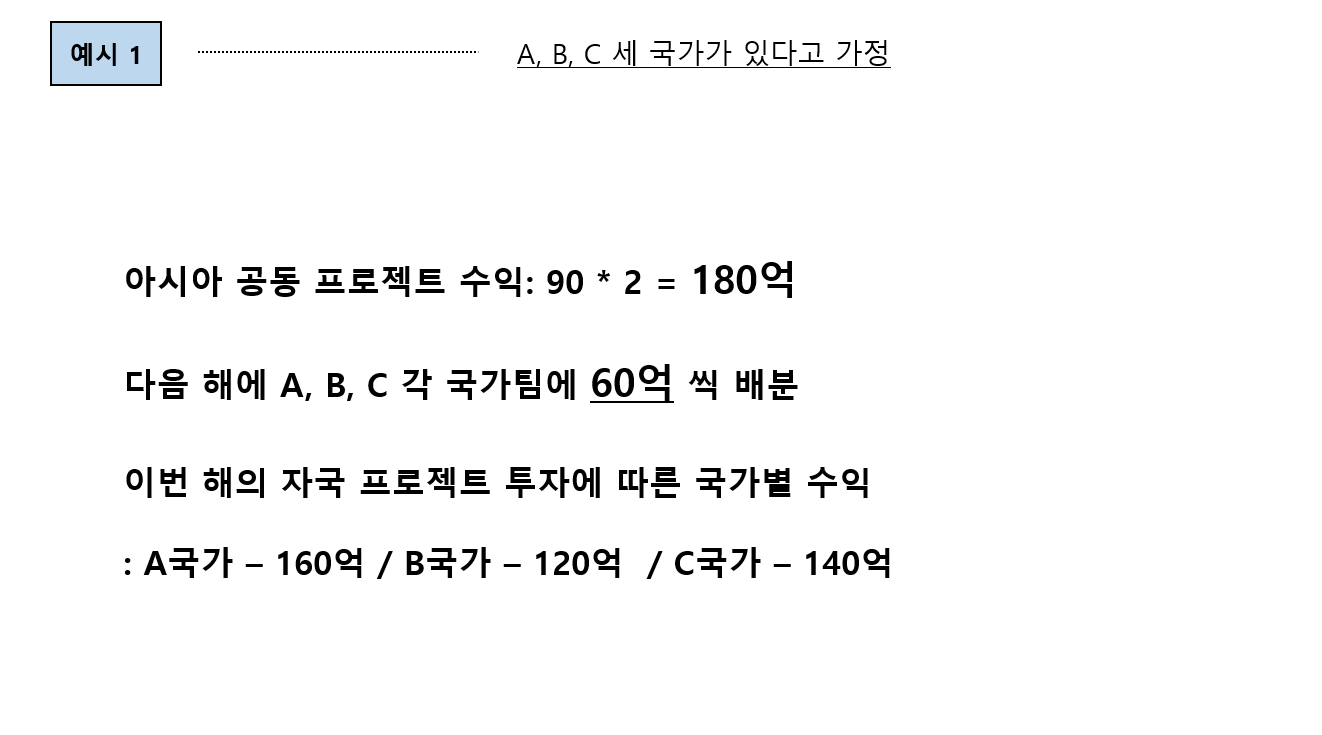 예시 1
A, B, C 세 국가가 있다고 가정
아시아 공동 프로젝트 수익: 90 * 2 = 180억
다음 해에 A, B, C 각 국가팀에 60억 씩 배분
이번 해의 자국 프로젝트 투자에 따른 국가별 수익
: A국가 – 160억 / B국가 – 120억 / C국가 – 140억